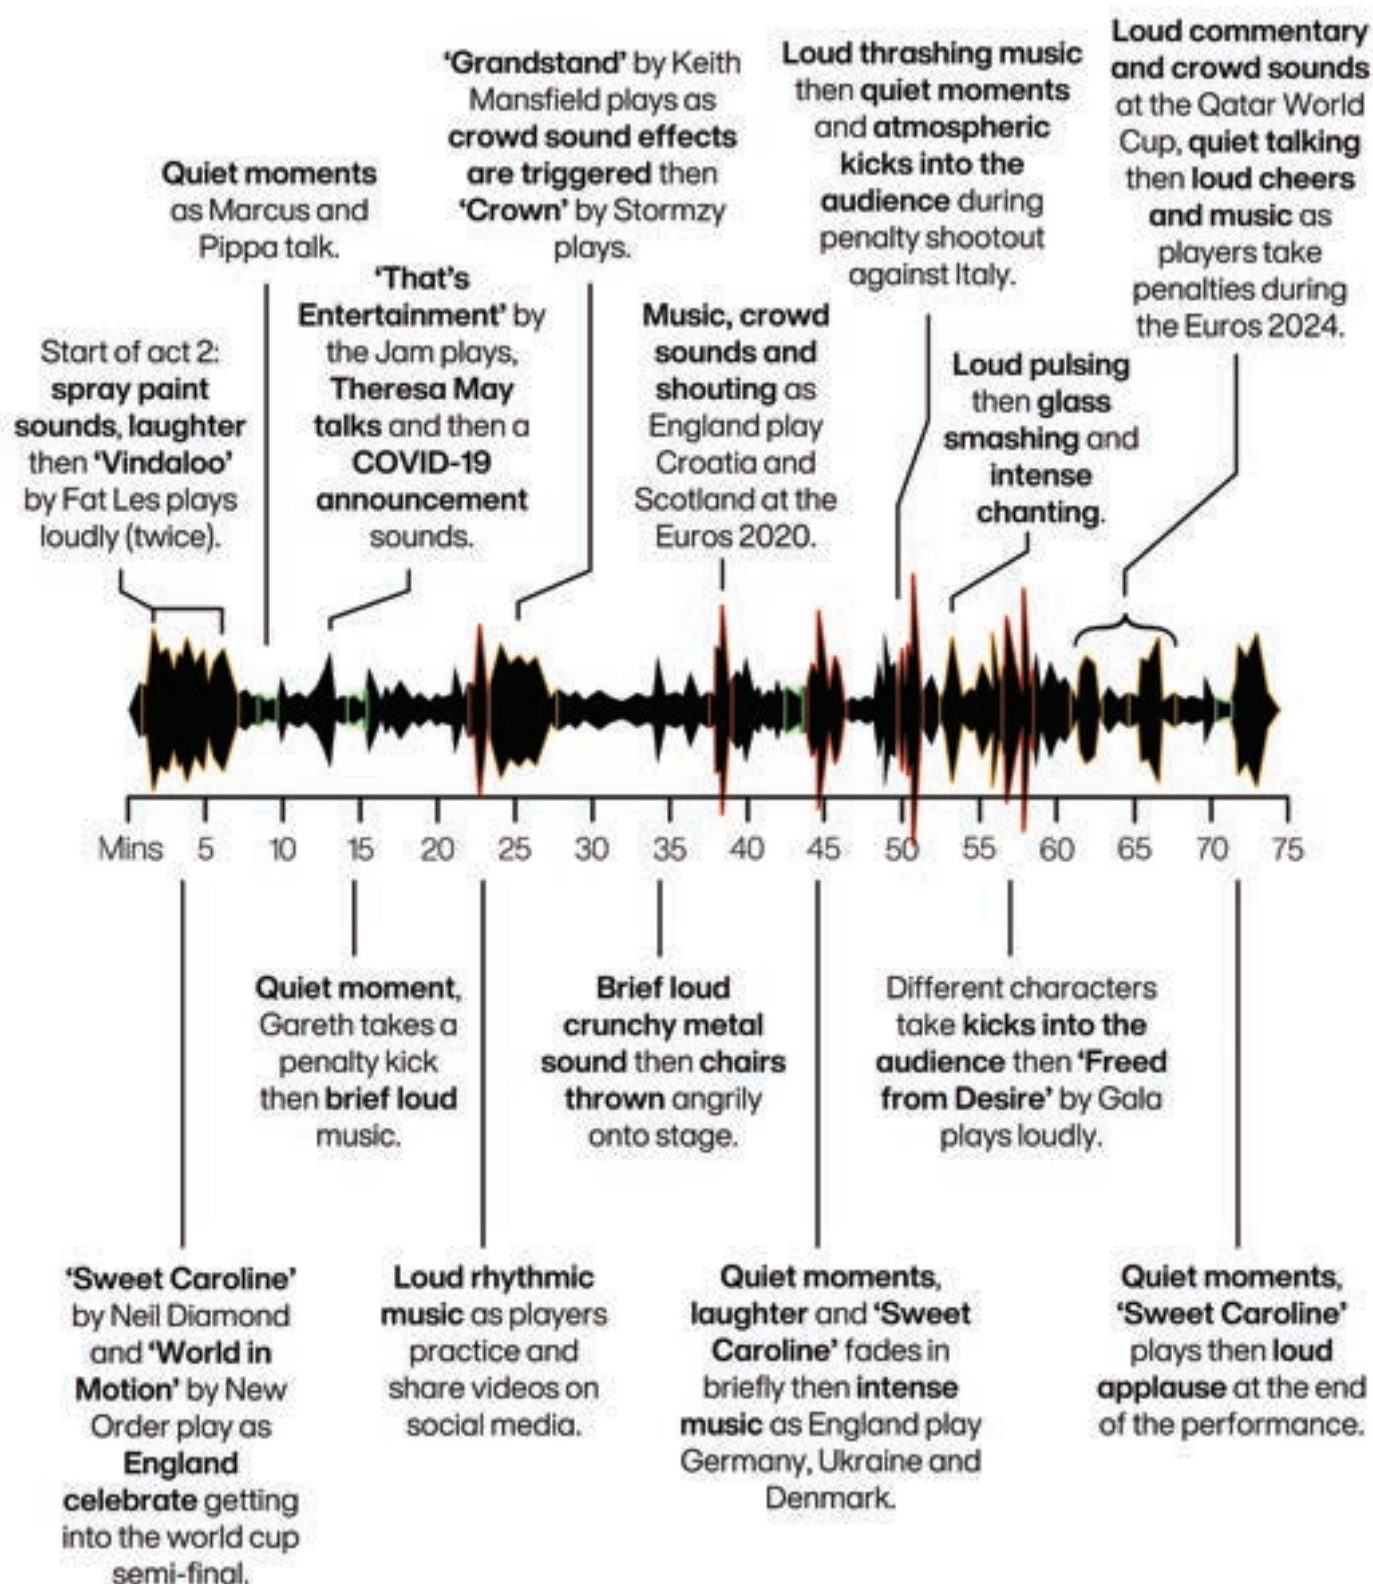 Loud commentary
and crowd sounds
at the Qatar World
Cup, quiet talking
then loud cheers
and music as
players take
penalties during
the Euros 2024.
Loud thrashing music
then quiet moments
and atmospheric
kicks into the
audience during
penalty shootout
against Italy.
'Grandstand' by Keith
Mansfield plays as
crowd sound effects
are triggered then
'Crown' by Stormzy
plays.
Quiet moments
as Marcus and
Pippa talk.
'That's
Entertainment' by
the Jam plays,
Theresa May
talks and then a
COVID-19
announcement
sounds.
Music, crowd
sounds and
shouting as
England play
Croatia and
Scotland at the
Euros 2020.
Start of act 2:
spray paint
sounds, laughter
then 'Vindaloo'
by Fat Les plays
loudly (twice).
Loud pulsing
then glass
smashing and
intense
chanting.
Mins 5 10 15 20 25 30 35 40 45 50 55 60 65 70 75
Quiet moment,
Gareth takes a
penalty kick
then brief loud
music.
Brief loud
crunchy metal
sound then chairs
thrown angrily
onto stage.
Different characters
take kicks into the
audience then 'Freed
from Desire' by Gala
plays loudly.
'Sweet Caroline'
by Neil Diamond
and 'World in
Motion' by New
Order play as
England
celebrate getting
into the world cup
semi-final.
Loud rhythmic
music as players
practice and
share videos on
social media.
Quiet moments,
laughter and 'Sweet
Caroline' fades in
briefly then intense
music as England play
Germany, Ukraine and
Denmark.
Quiet moments,
'Sweet Caroline'
plays then loud
applause at the end
of the performance.